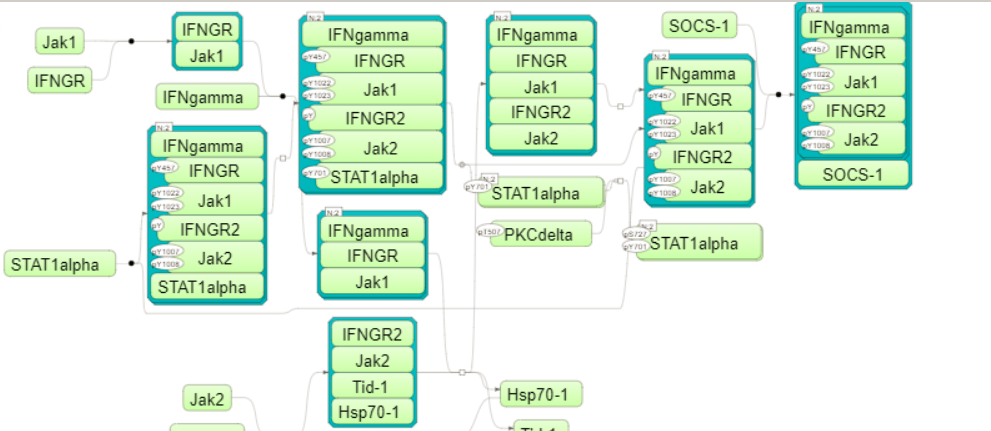 Jak1
IFNGR
IFNGR
Jak1
IFNgamma
N:2
IFNgamma
pY457
IFNGR
pY1022
pY1023
Jak1
pY
IFNGR2
pY1007
pY1008
Jak2
STAT1alpha
STAT1alpha
N:2
IFNgamma
pY457
IFNGR
pY1022
pY1023
Jak1
pY
IFNGR2
pY1007
pY1008
Jak2
pY701
STAT1alpha
N:2
IFNgamma
IFNGR
Jak1
IFNGR2
Jak2
Tid-1
Hsp70-1
Jak2
N:2
IFNgamma
IFNGR
Jak1
IFNGR2
Jak2
N:2
pY701
STAT1alpha
pT507
PKCdelta
Hsp70-1
Tid-1
SOCS-1
N:2
IFNgamma
pY457
IFNGR
pY1022
pY1023
Jak1
pY
IFNGR2
pY1007
pY1008
Jak2
N:2
pS727
pY701
STAT1alpha
N:2
IFNgamma
pY457
IFNGR
pY1022
pY1023
Jak1
pY
IFNGR2
pY1007
pY1008
Jak2
SOCS-1